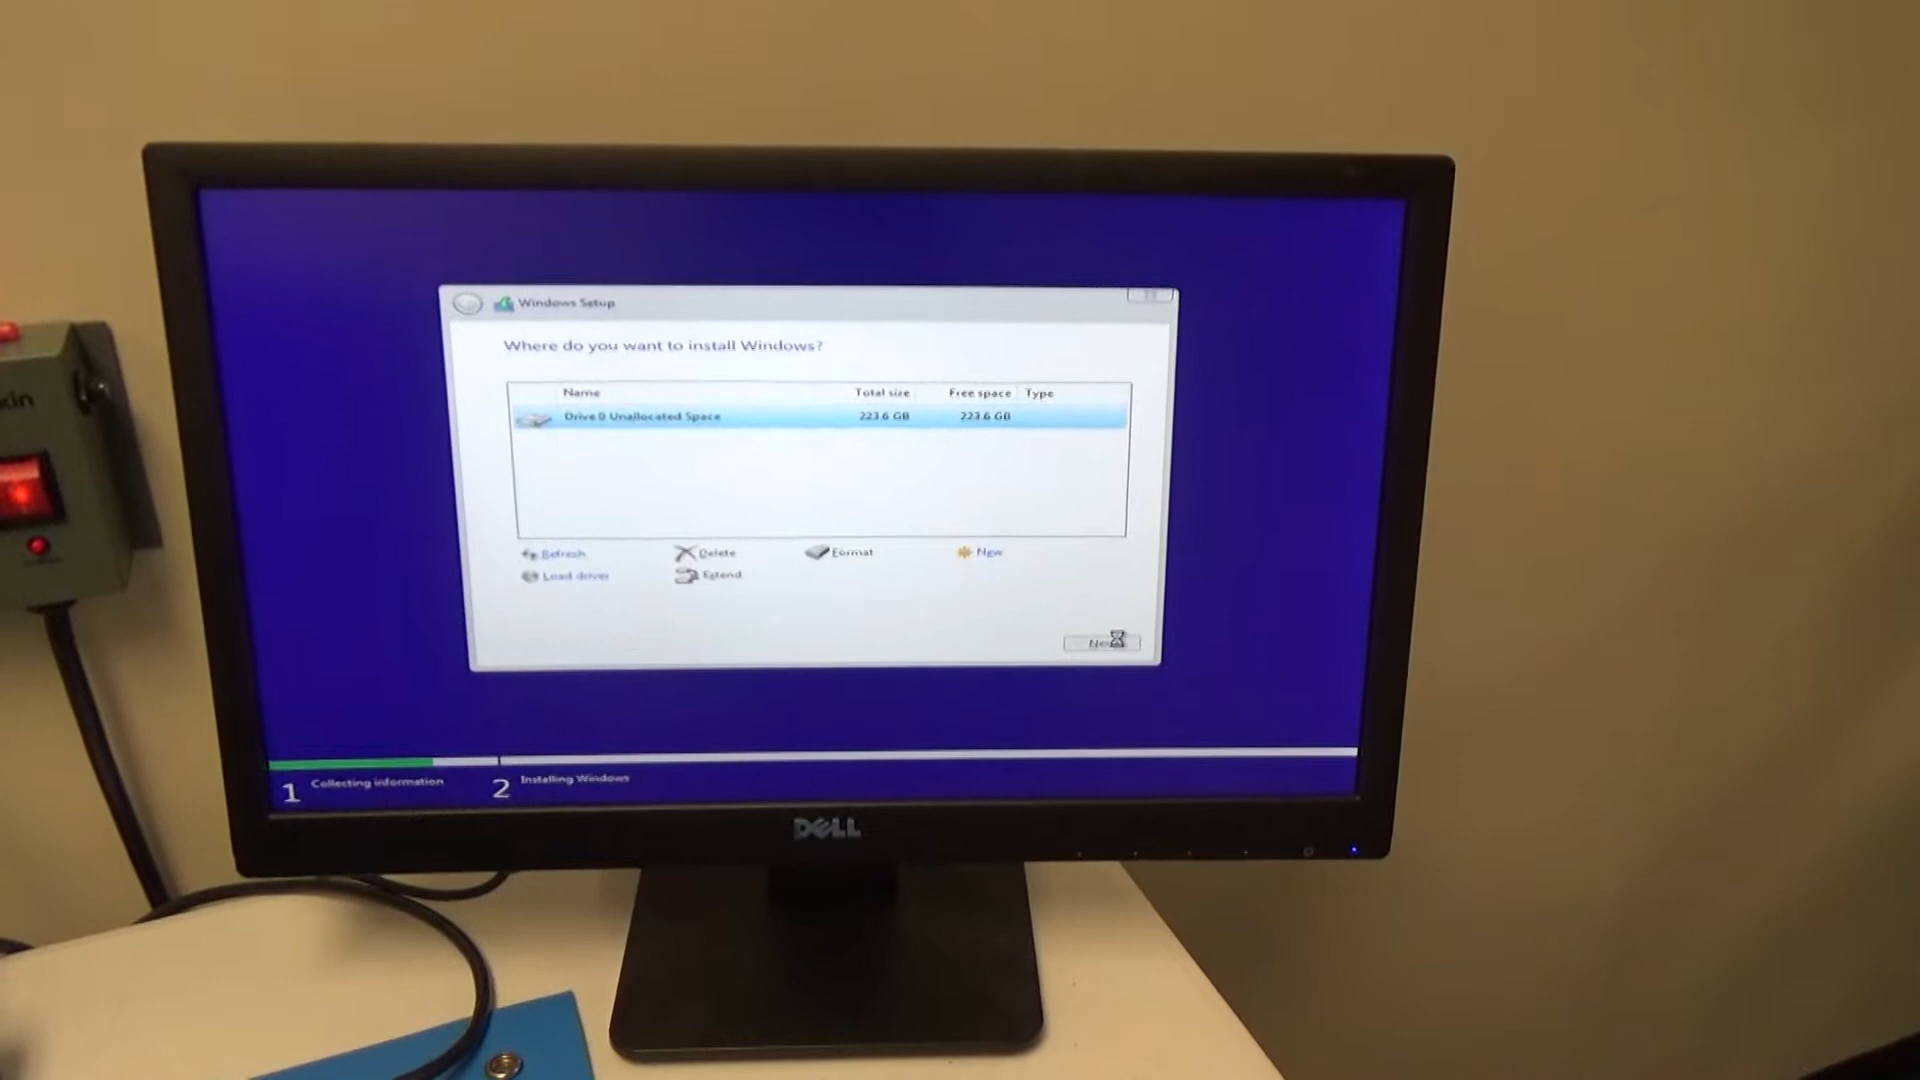 Windows Setup
Where do you want to install Windows?
Name Total size Free space Type
Drive 0 Unallocated Space 223.6 GB 223.6 GB
Refresh Delete Format New
Load driver Extend
1 Collecting information 2 Installing Windows
DELL